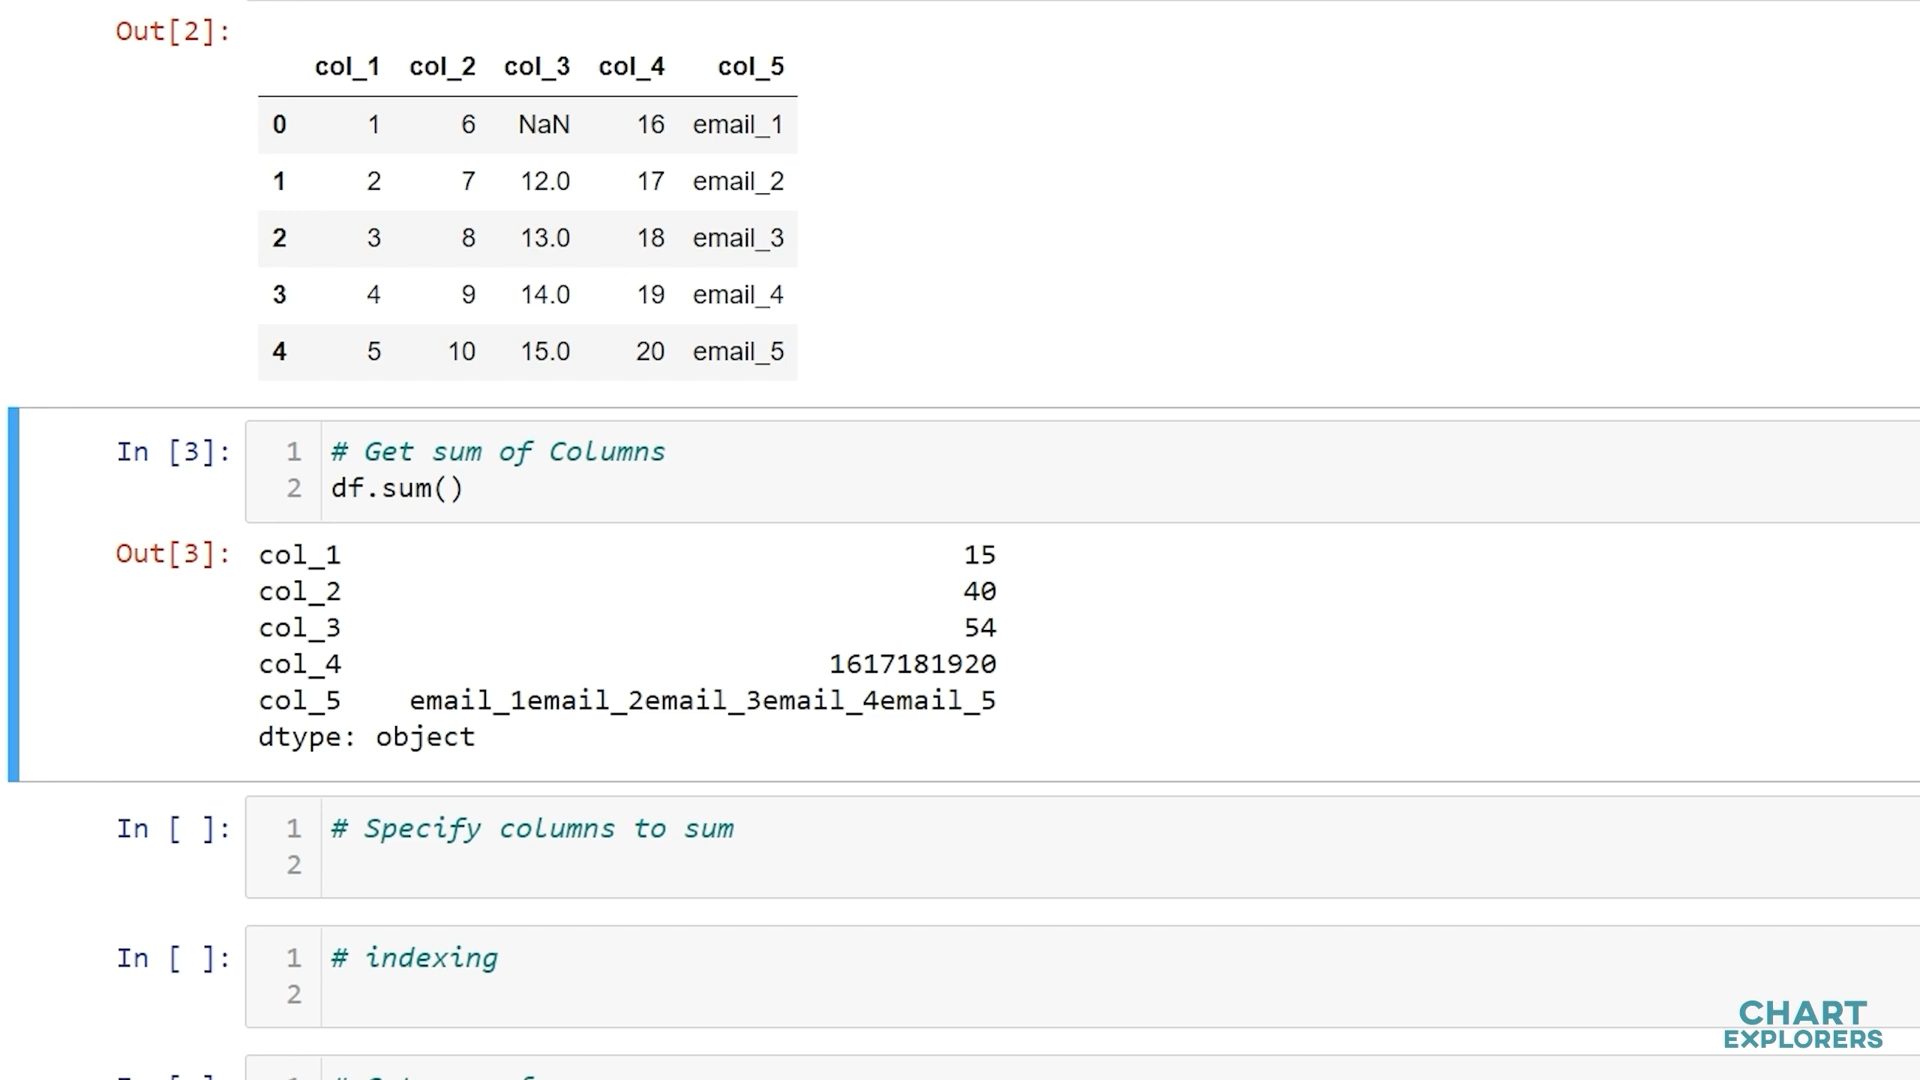 Out[2]:
col_1 col_2 col_3 col_4 col_5
0 1 6 NaN 16 email_1
1 2 7 12.0 17 email_2
2 3 8 13.0 18 email_3
3 4 9 14.0 19 email_4
4 5 10 15.0 20 email_5
In [3]: 1 # Get sum of Columns
2 df.sum()
Out[3]: col_1 15
col_2 40
col_3 54
col_4 1617181920
col_5 email_1email_2email_3email_4email_5
dtype: object
In [ ]: 1 # Specify columns to sum
2
In [ ]: 1 # indexing
2
CHART
EXPLORERS